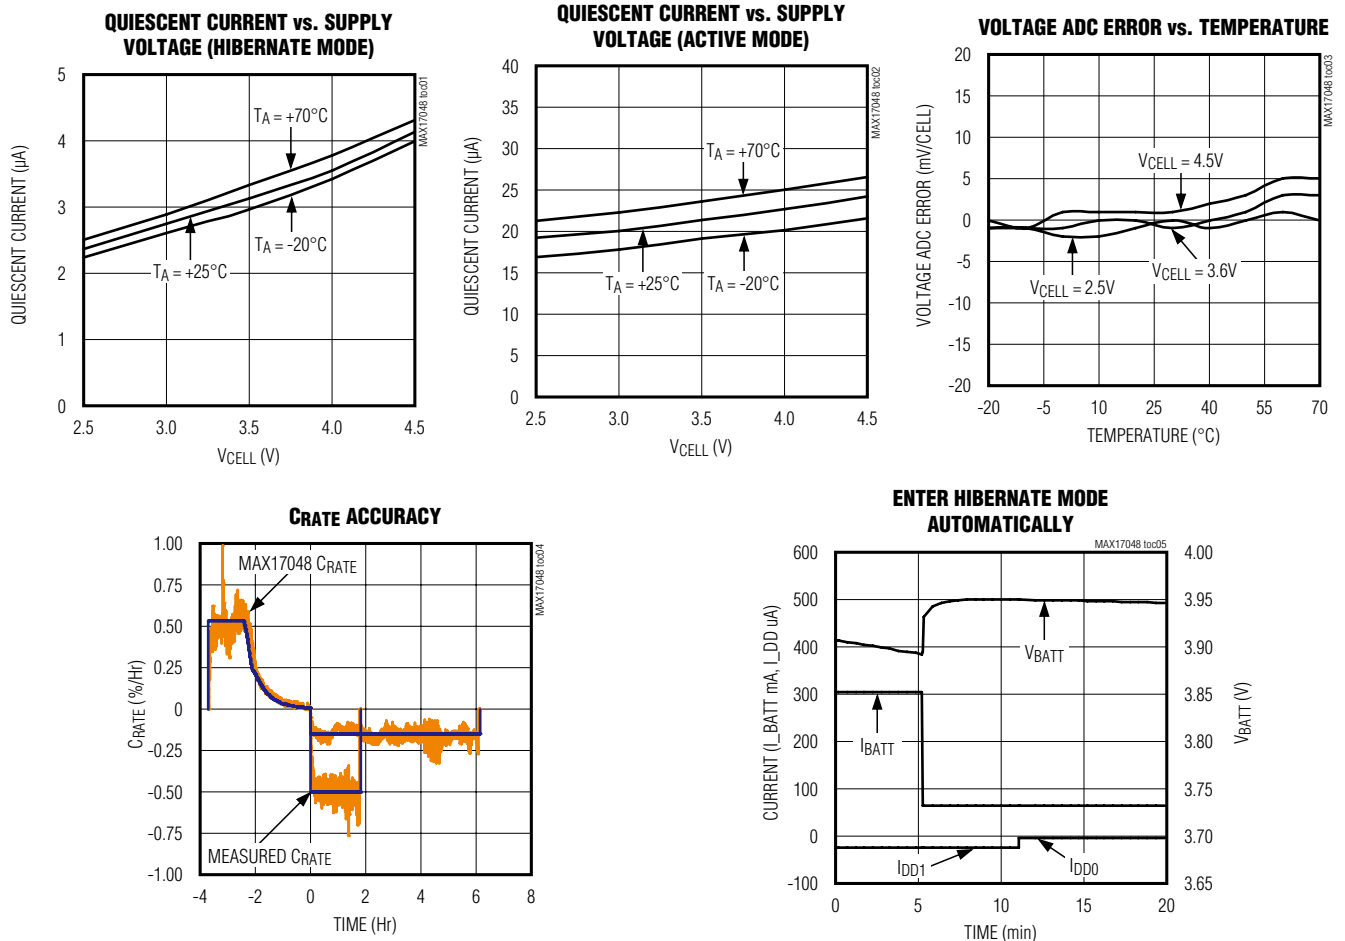 QUIESCENT CURRENT vs. SUPPLY
VOLTAGE (HIBERNATE MODE)
MAX17048 toc01
QUIESCENT CURRENT (µA)
5
4
3
2
1
0
TA = +70°C
TA = -20°C
TA = +25°C
2.5
3.0
3.5
4.0
4.5
VCELL (V)
QUIESCENT CURRENT vs. SUPPLY
VOLTAGE (ACTIVE MODE)
MAX17048 toc02
QUIESCENT CURRENT (µA)
40
35
30
25
20
15
10
5
0
TA = +70°C
TA = +25°C
TA = -20°C
2.5
3.0
3.5
4.0
4.5
VCELL (V)
VOLTAGE ADC ERROR vs. TEMPERATURE
MAX17048 toc03
VOLTAGE ADC ERROR (mV/CELL)
20
15
10
5
0
-5
-10
-15
-20
VCELL = 4.5V
VCELL = 3.6V
VCELL = 2.5V
-20
-5
10
25
40
55
70
TEMPERATURE (°C)
CRATE ACCURACY
MAX17048 toc04
CRATE (%/Hr)
1.00
0.75
0.50
0.25
0
-0.25
-0.50
-0.75
-1.00
MAX17048 CRATE
MEASURED CRATE
-4
-2
0
2
4
6
8
TIME (Hr)
ENTER HIBERNATE MODE
AUTOMATICALLY
MAX17048 toc05
CURRENT (I_BATT mA, I_DD uA)
600
500
400
300
200
100
0
-100
VBATT
IBATT
IDD1
IDD0
4.00
3.95
3.90
3.85
3.80
3.75
3.70
3.65
VBATT (V)
0
5
10
15
20
TIME (min)